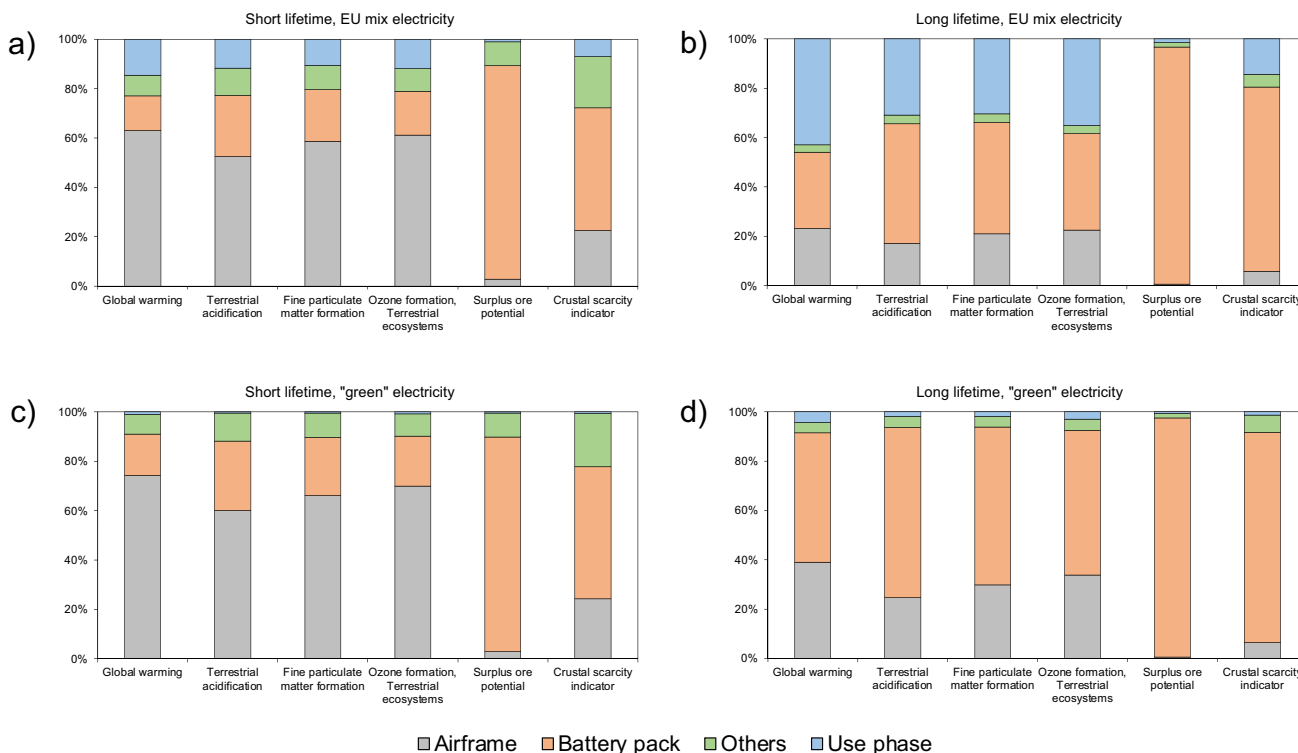 Short lifetime, EU mix electricity
a)
100%
80%
60%
40%
20%
0%
Global warming
Terrestrial
acidification
Fine particulate
matter formation
Ozone formation,
Terrestrial
ecosystems
Surplus ore
potential
Crustal scarcity
indicator
Long lifetime, EU mix electricity
b)
100%
80%
60%
40%
20%
0%
Global warming
Terrestrial
acidification
Fine particulate
matter formation
Ozone formation,
Terrestrial
ecosystems
Surplus ore
potential
Crustal scarcity
indicator
Short lifetime, "green" electricity
c)
100%
80%
60%
40%
20%
0%
Global warming
Terrestrial
acidification
Fine particulate
matter formation
Ozone formation,
Terrestrial
ecosystems
Surplus ore
potential
Crustal scarcity
indicator
Long lifetime, "green" electricity
d)
100%
80%
60%
40%
20%
0%
Global warming
Terrestrial
acidification
Fine particulate
matter formation
Ozone formation,
Terrestrial
ecosystems
Surplus ore
potential
Crustal scarcity
indicator
Airframe Battery pack Others Use phase